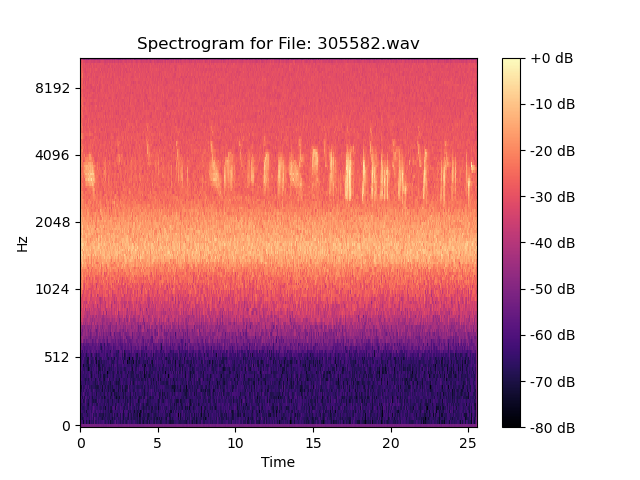 Spectrogram for File: 305582.wav
Hz
8192
4096
2048
1024
512
0
0 5 10 15 20 25
Time
+0 dB
-10 dB
-20 dB
-30 dB
-40 dB
-50 dB
-60 dB
-70 dB
-80 dB